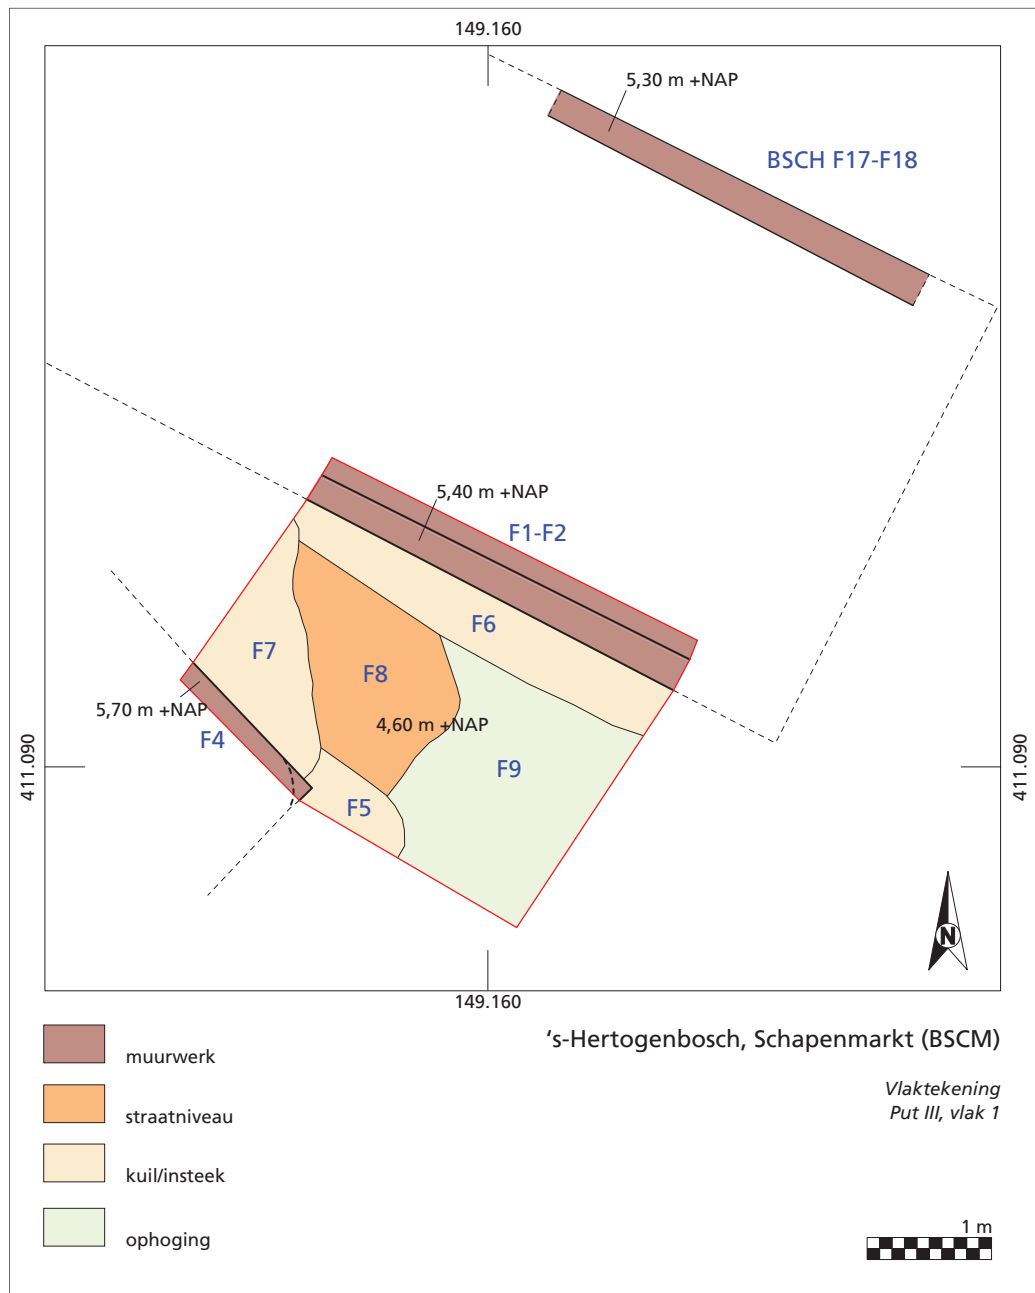 149.160
5,30 m +NAP
BSCH F17-F18
5,40 m +NAP
F1-F2
F6
F7
F8
5,70 m +NAP
4,60 m +NAP
F4
411.090
F9
411.090
F5
N
149.160
's-Hertogenbosch, Schapenmarkt (BSCM)
muurwerk
Vlaktekening
Put III, vlak 1
straatniveau
kuil/insteek
ophoging
1 m